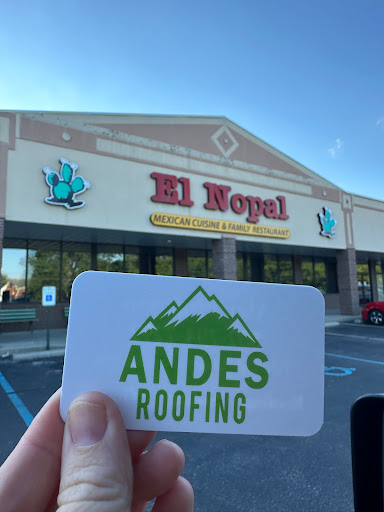 El Nopal
MEXICAN CUISINE & FAMILY RESTAURANT
ANDES
ROOFING